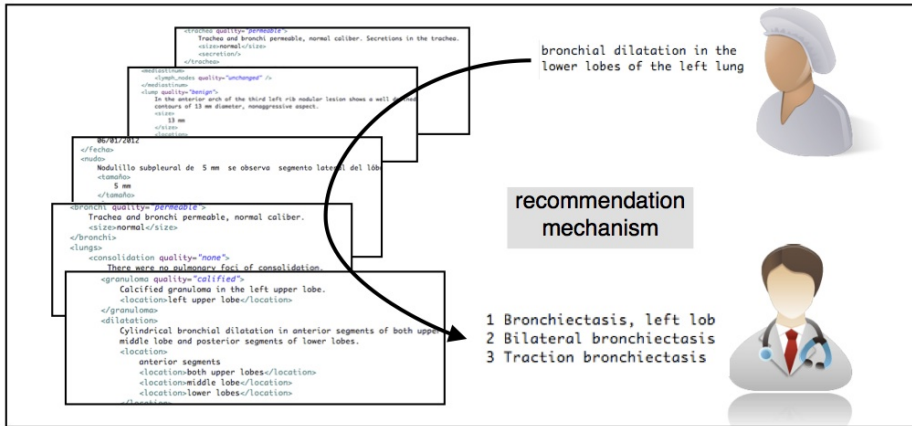 <trachea quality="permeable">
Trachea and bronchi permeable, normal caliber. Secretions in the trachea.
<size>normal</size>
<secretion/>
</trachea>
<mediastinum>
<lymph_nodes quality="unchanged" />
</mediastinum>
<lump quality="benign">
In the anterior arch of the third left rib nodular lesion shows a well defined
contours of 13 mm diameter, nonaggressive aspect.
<size>
13 mm
</size>
<location>
06/01/2012
</fecha>
<nudo>
Nodulillo subpleural de 5 mm se observa segmento lateral del lób
<tamaño>
5 mm
</tamaño>
<bronchi quality="permeable">
Trachea and bronchi permeable, normal caliber.
<size>normal</size>
</bronchi>
<lungs>
<consolidation quality="none">
There were no pulmonary foci of consolidation.
<granuloma quality="calified">
Calcified granuloma in the left upper lobe.
<location>left upper lobe</location>
</granuloma>
<dilatation>
Cylindrical bronchial dilatation in anterior segments of both upper
middle lobe and posterior segments of lower lobes.
<location>
anterior segments
<location>both upper lobes</location>
<location>middle lobe</location>
<location>lower lobes</location>
</location>
bronchial dilatation in the
lower lobes of the left lung
recommendation
mechanism
1 Bronchiectasis, left lob
2 Bilateral bronchiectasis
3 Traction bronchiectasis